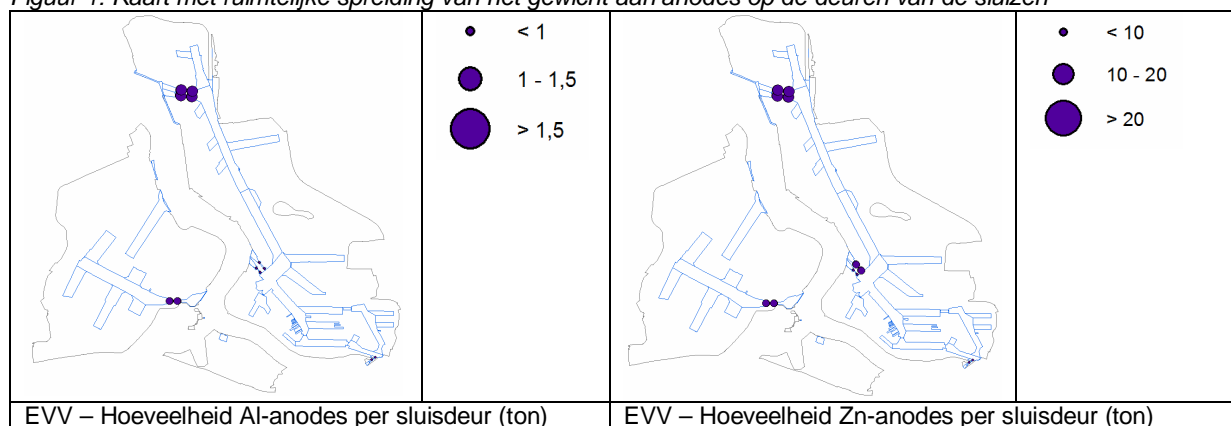 Figuur 1: Kaart met ruimtelijke spreiding van het gewicht aan anodes op de deuren van de sluizen
< 1
1 - 1,5
> 1,5
< 10
10 - 20
> 20
EVV – Hoeveelheid Al-anodes per sluisdeur (ton)
EVV – Hoeveelheid Zn-anodes per sluisdeur (ton)